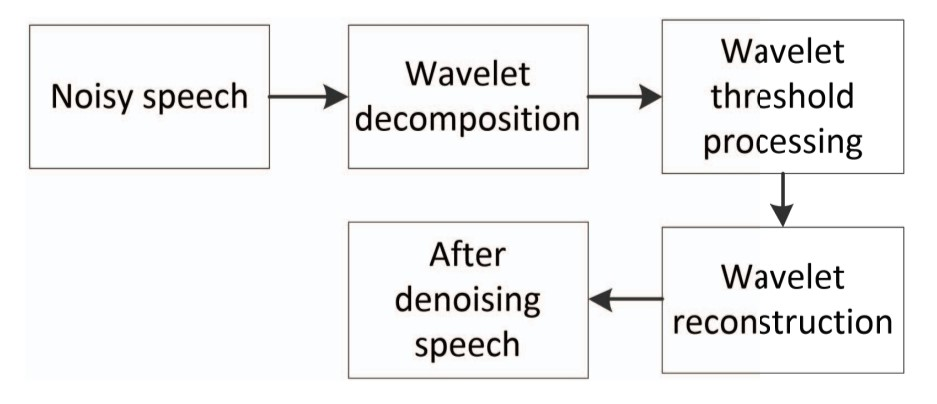 Noisy speech
Wavelet
decomposition
Wavelet
threshold
processing
Wavelet
reconstruction
After
denoising
speech